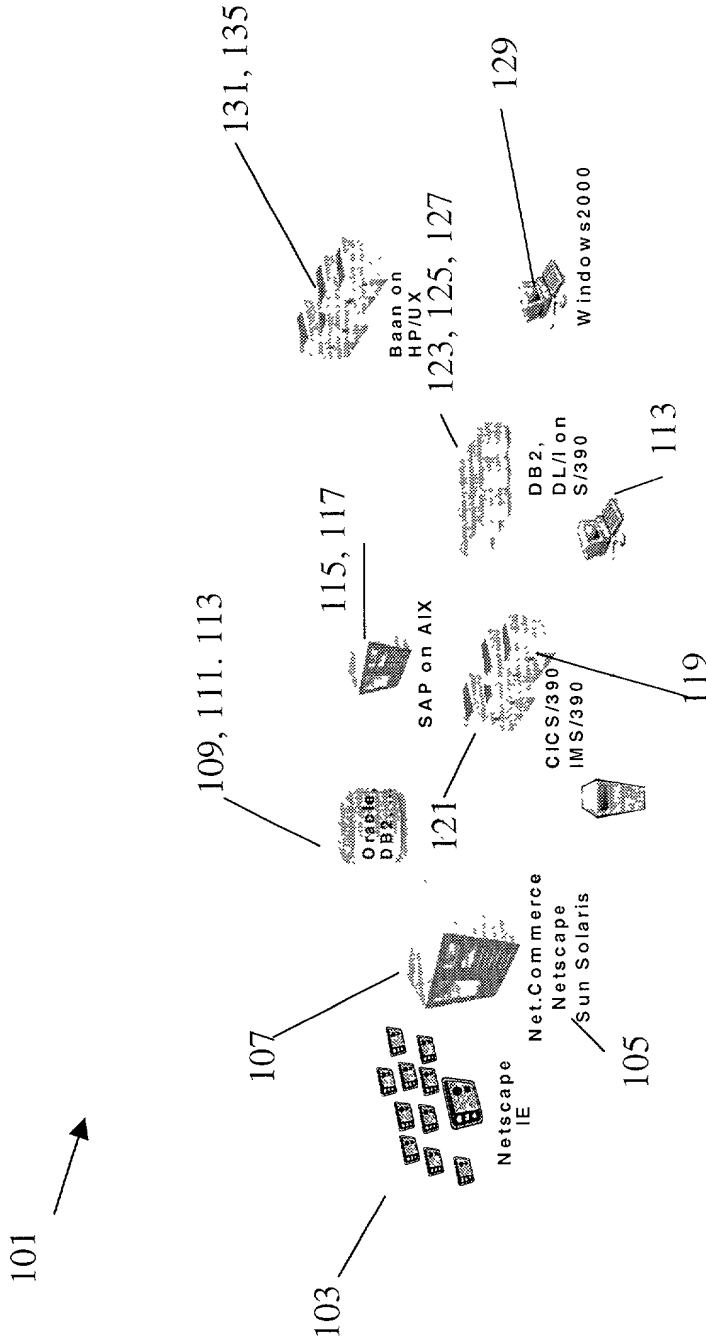 101
103
107
109, 111. 113
115, 117
131, 135
Netscape
IE
105
Net.Commerce
Netscape
Sun Solaris
Oracle,
DB2,...
121
SAP on AIX
CICS/390
IMS/390
119
123, 125, 127
DB2,
DL/I on
S/390
113
Baan on
HP/UX
129
Windows2000